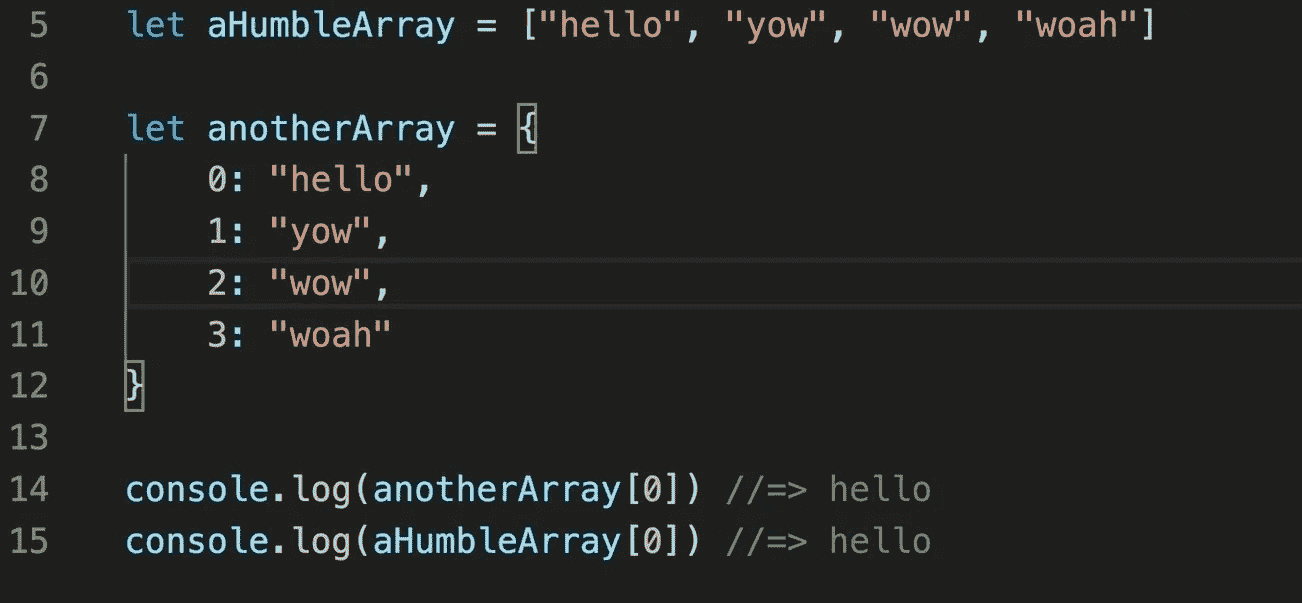 5 let aHumbleArray = ["hello", "yow", "wow", "woah"]
6
7 let anotherArray = {
8 0: "hello",
9 1: "yow",
10 2: "wow",
11 3: "woah"
12 }
13
14 console.log(anotherArray[0]) //=> hello
15 console.log(aHumbleArray[0]) //=> hello